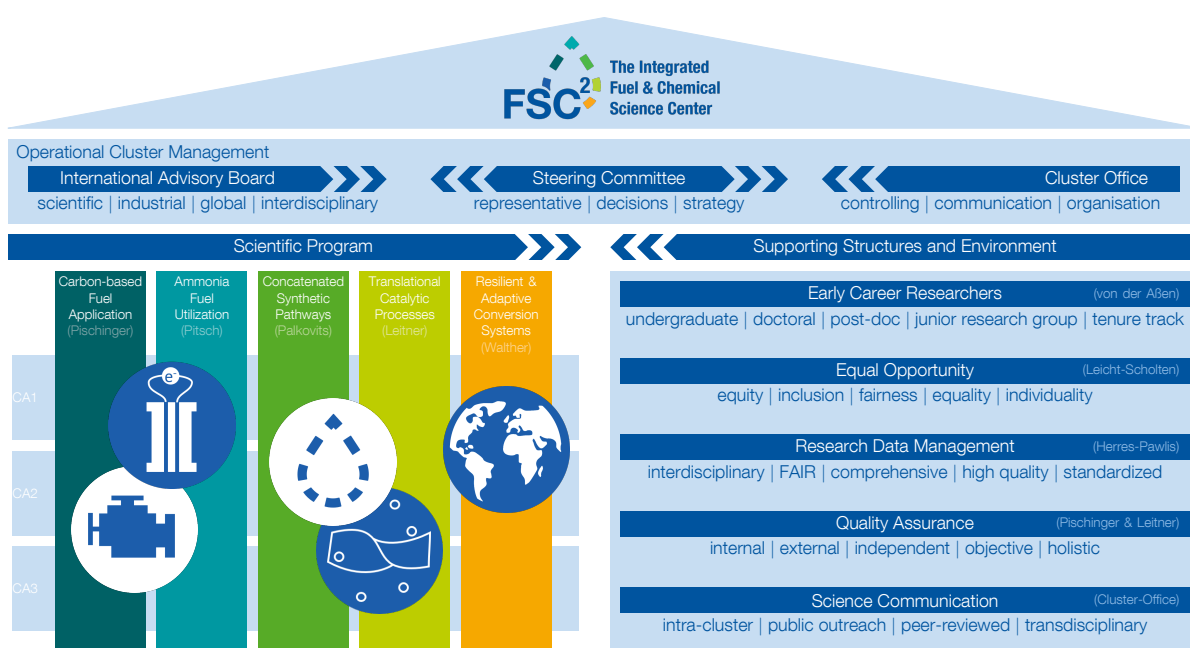 FSC2
The Integrated
Fuel & Chemical
Science Center
Operational Cluster Management
International Advisory Board
scientific | industrial | global | interdisciplinary
Steering Committee
representative | decisions | strategy
Cluster Office
controlling | communication | organisation
Scientific Program
Carbon-based
Fuel
Application
(Pischinger)
Ammonia
Fuel
Utilization
(Pitsch)
Concatenated
Synthetic
Pathways
(Palkovits)
Translational
Catalytic
Processes
(Leitner)
Resilient &
Adaptive
Conversion
Systems
(Walther)
CA1
e-
CA2
CA3
Supporting Structures and Environment
Early Career Researchers (von der Aßen)
undergraduate | doctoral | post-doc | junior research group | tenure track
Equal Opportunity (Leicht-Scholten)
equity | inclusion | fairness | equality | individuality
Research Data Management (Herres-Pawlis)
interdisciplinary | FAIR | comprehensive | high quality | standardized
Quality Assurance (Pischinger & Leitner)
internal | external | independent | objective | holistic
Science Communication (Cluster-Office)
intra-cluster | public outreach | peer-reviewed | transdisciplinary